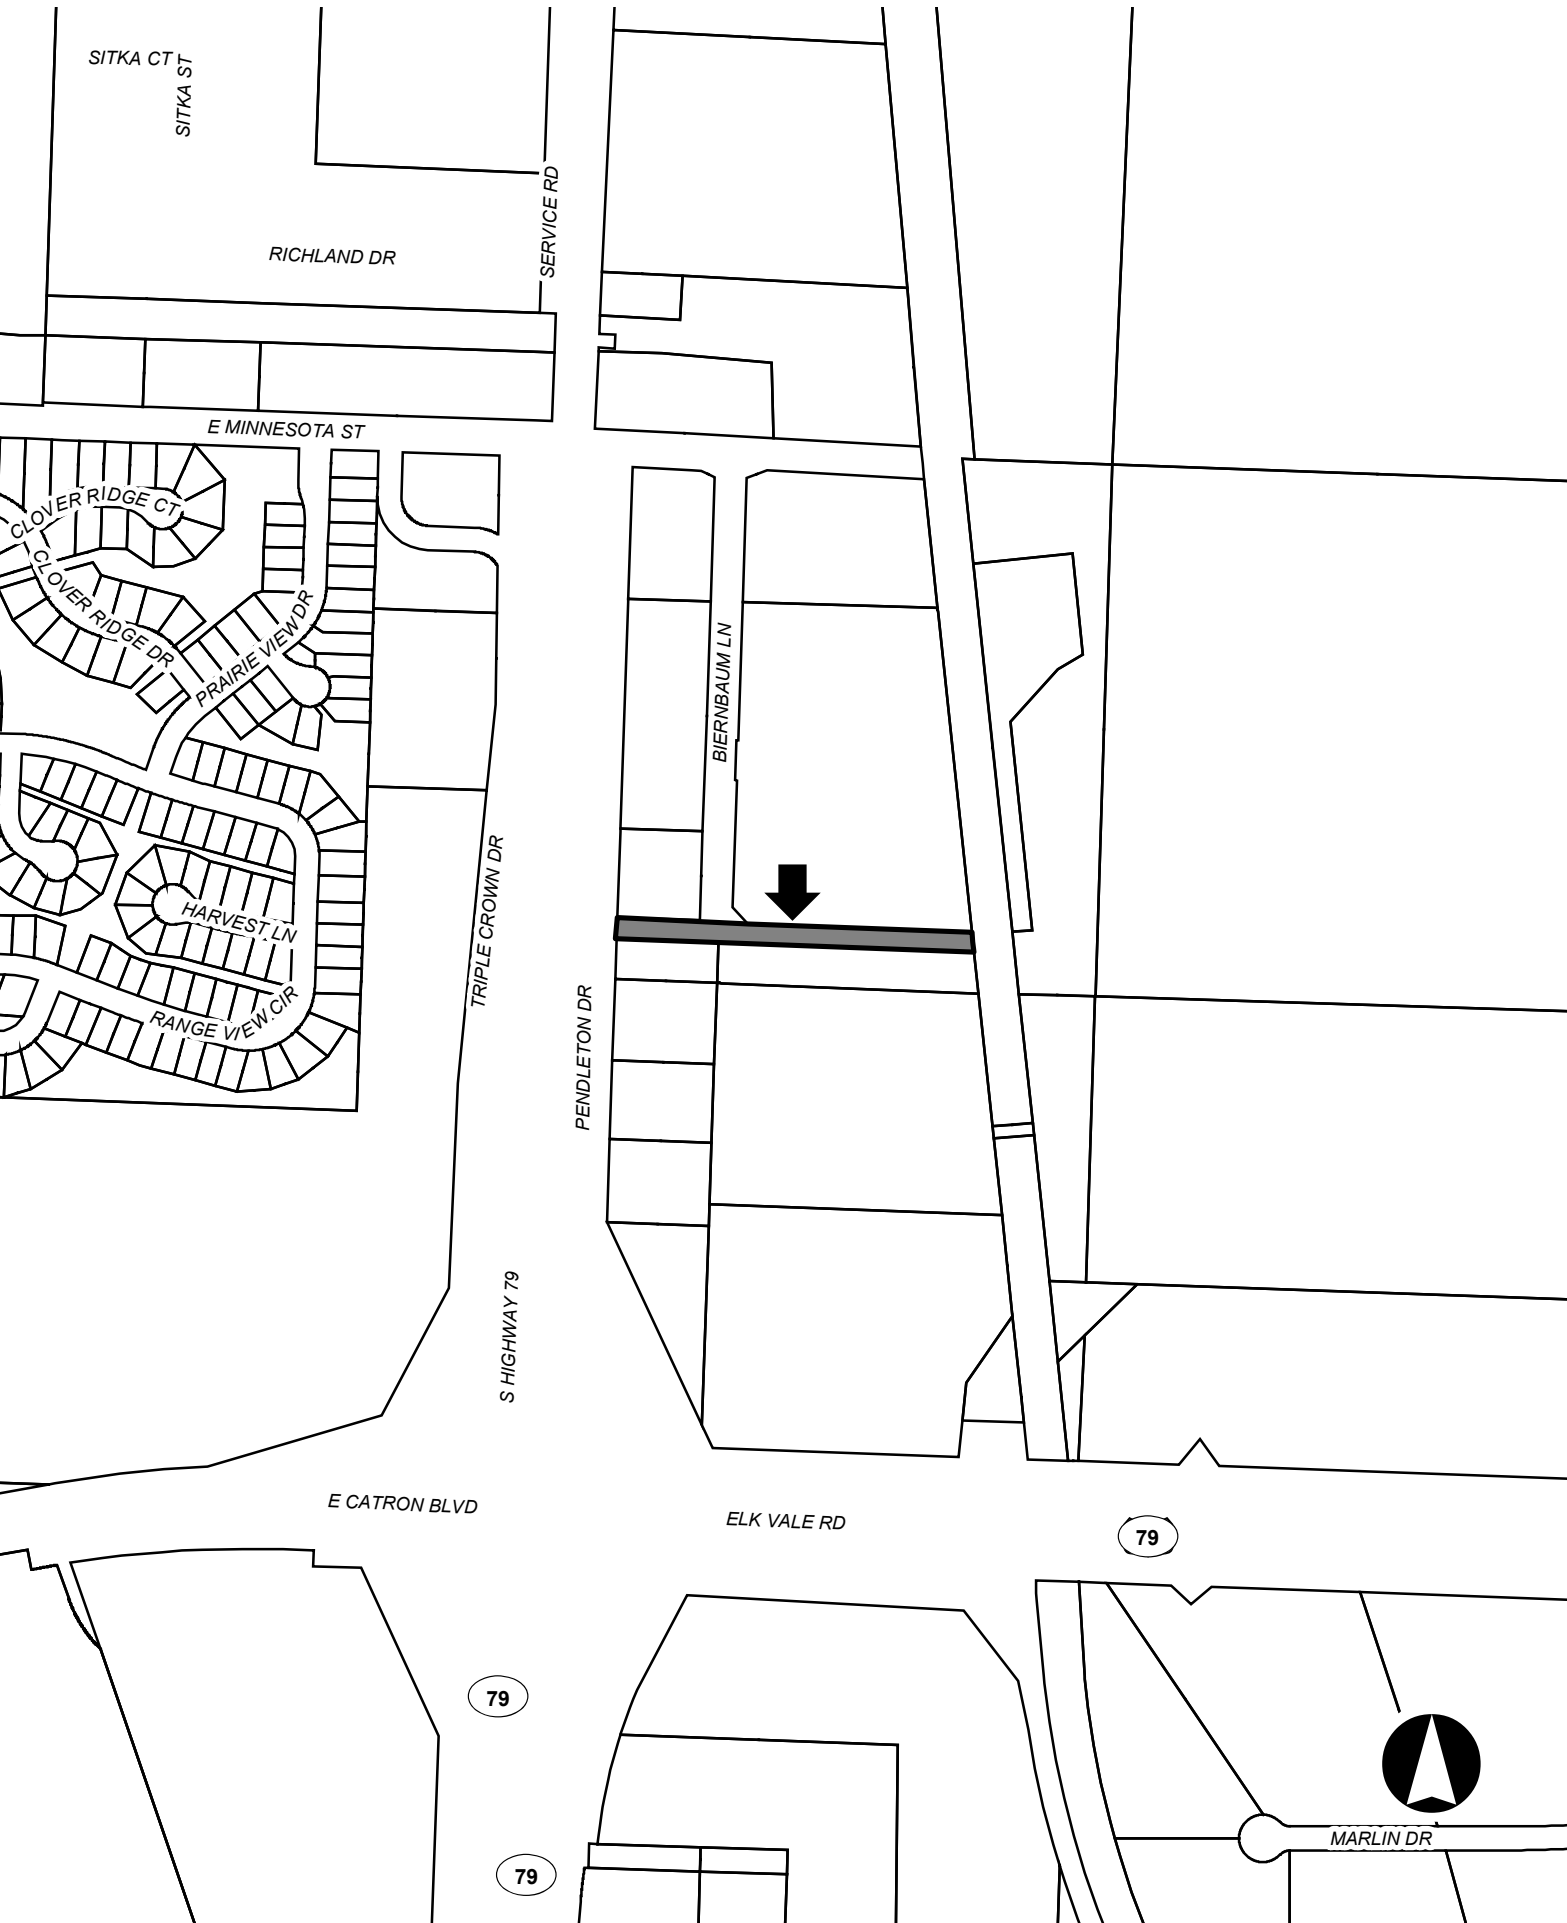 SITKA CT
SITKA ST
SERVICE RD
RICHLAND DR
E MINNESOTA ST
CLOVER RIDGE CT
CLOVER RIDGE DR
PRAIRIE VIEW DR
BIERNBAUM LN
TRIPLE CROWN DR
HARVEST LN
RANGE VIEW CIR
PENDLETON DR
S HIGHWAY 79
E CATRON BLVD
ELK VALE RD
79
79
MARLIN DR
79